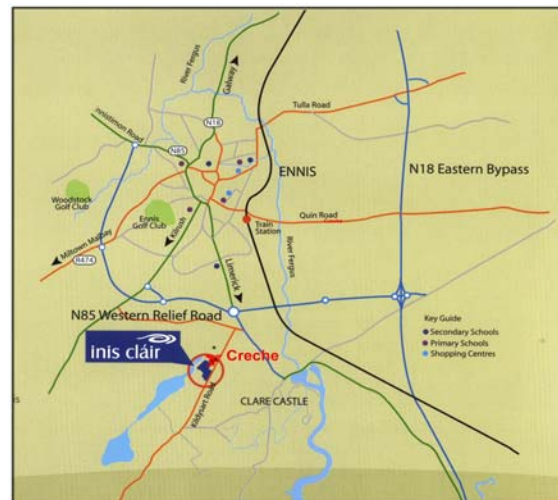 River Fergus
Galway
Tulla Road
nnistimon Road
N18
N85
ENNIS
N18 Eastern Bypass
Woodstock
Golf Club
Ennis
Golf Club
Kilrush
Quin Road
Train
Station
Miltown Malbay
R474
River Fergus
Limerick
N85 Western Relief Road
Key Guide
Secondary Schools
Primary Schools
Shopping Centres
inis cláir
Creche
Kildysart Road
CLARE CASTLE